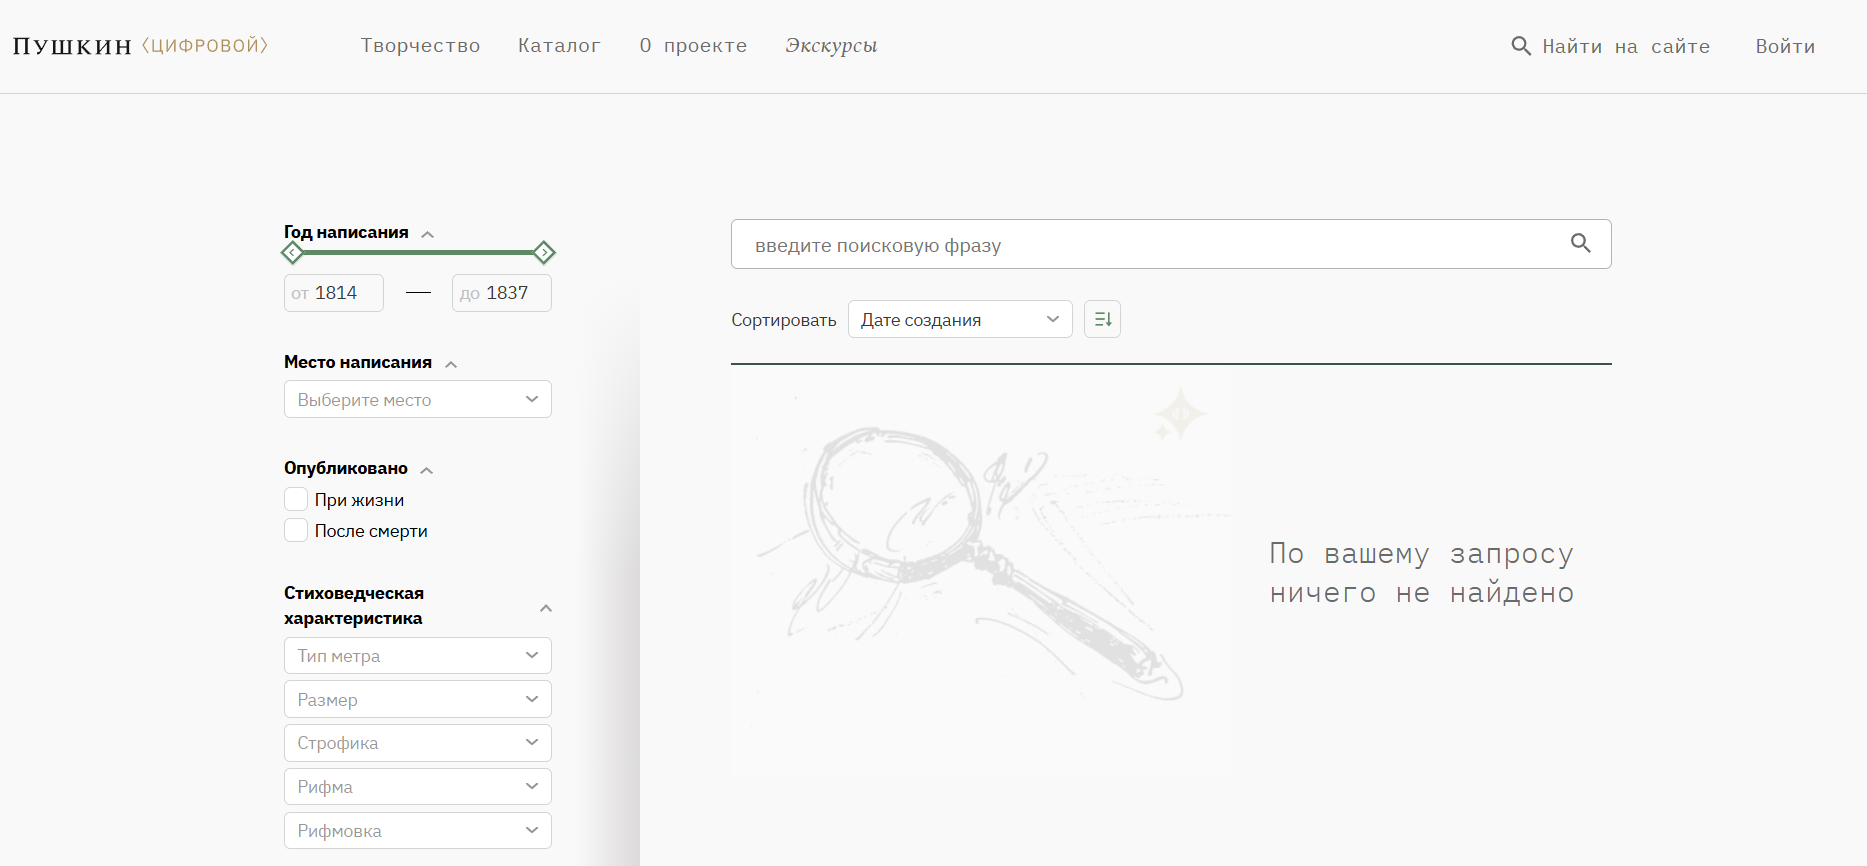 ПУШКИН 〈ЦИФРОВОЙ〉
Творчество
Каталог
О проекте
Экскурсы
Найти на сайте
Войти
Год написания
от 1814 — до 1837
Место написания
Выберите место
Опубликовано
При жизни
После смерти
Стиховедческая
характеристика
Тип метра
Размер
Строфика
Рифма
Рифмовка
введите поисковую фразу
Сортировать
Дате создания
По вашему запросу
ничего не найдено